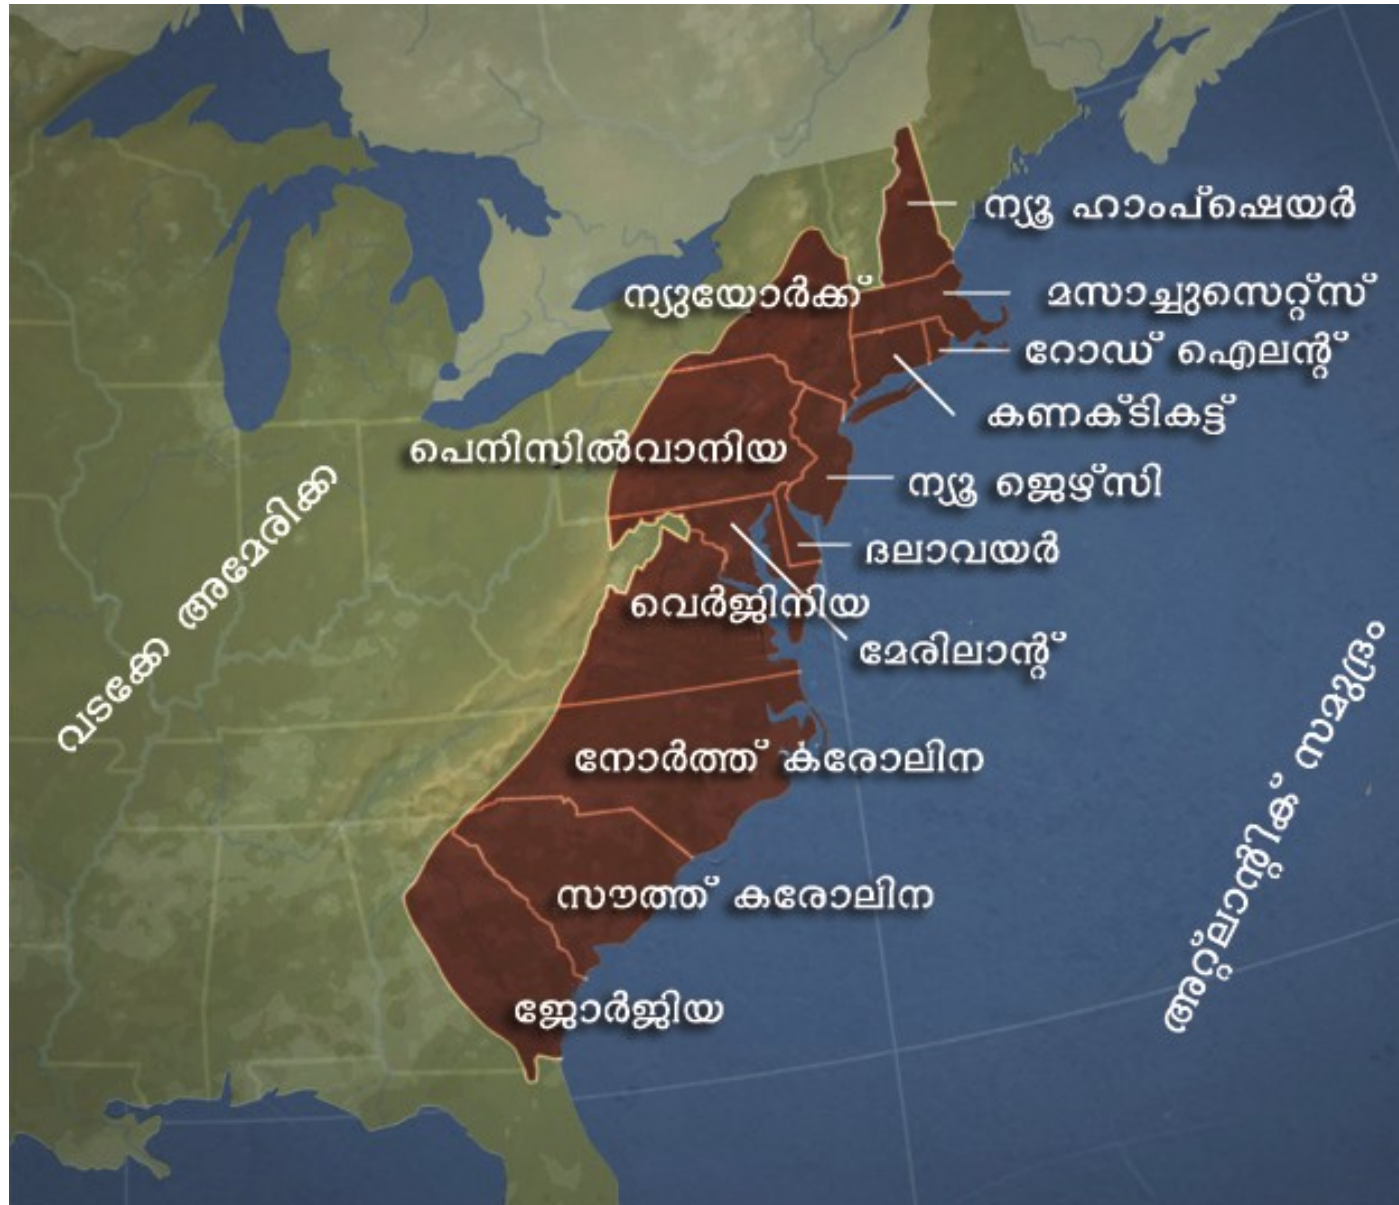 ന്യൂ ഹാംപ്ഷെയർ
ന്യുയോർക്ക്
മസാച്ചുസെറ്റ്സ്
റോഡ് ഐലന്റ്
കണക്ടികട്ട്
പെനിസിൽവാനിയ
ന്യൂ ജെഴ്സി
ദലാവയർ
വെർജിനിയ
മേരിലാന്റ്
വടക്കേ അമേരിക്ക
നോർത്ത് കരോലിന
സൗത്ത് കരോലിന
ജോർജിയ
അറ്റ്ലാന്റിക് സമുദ്രം